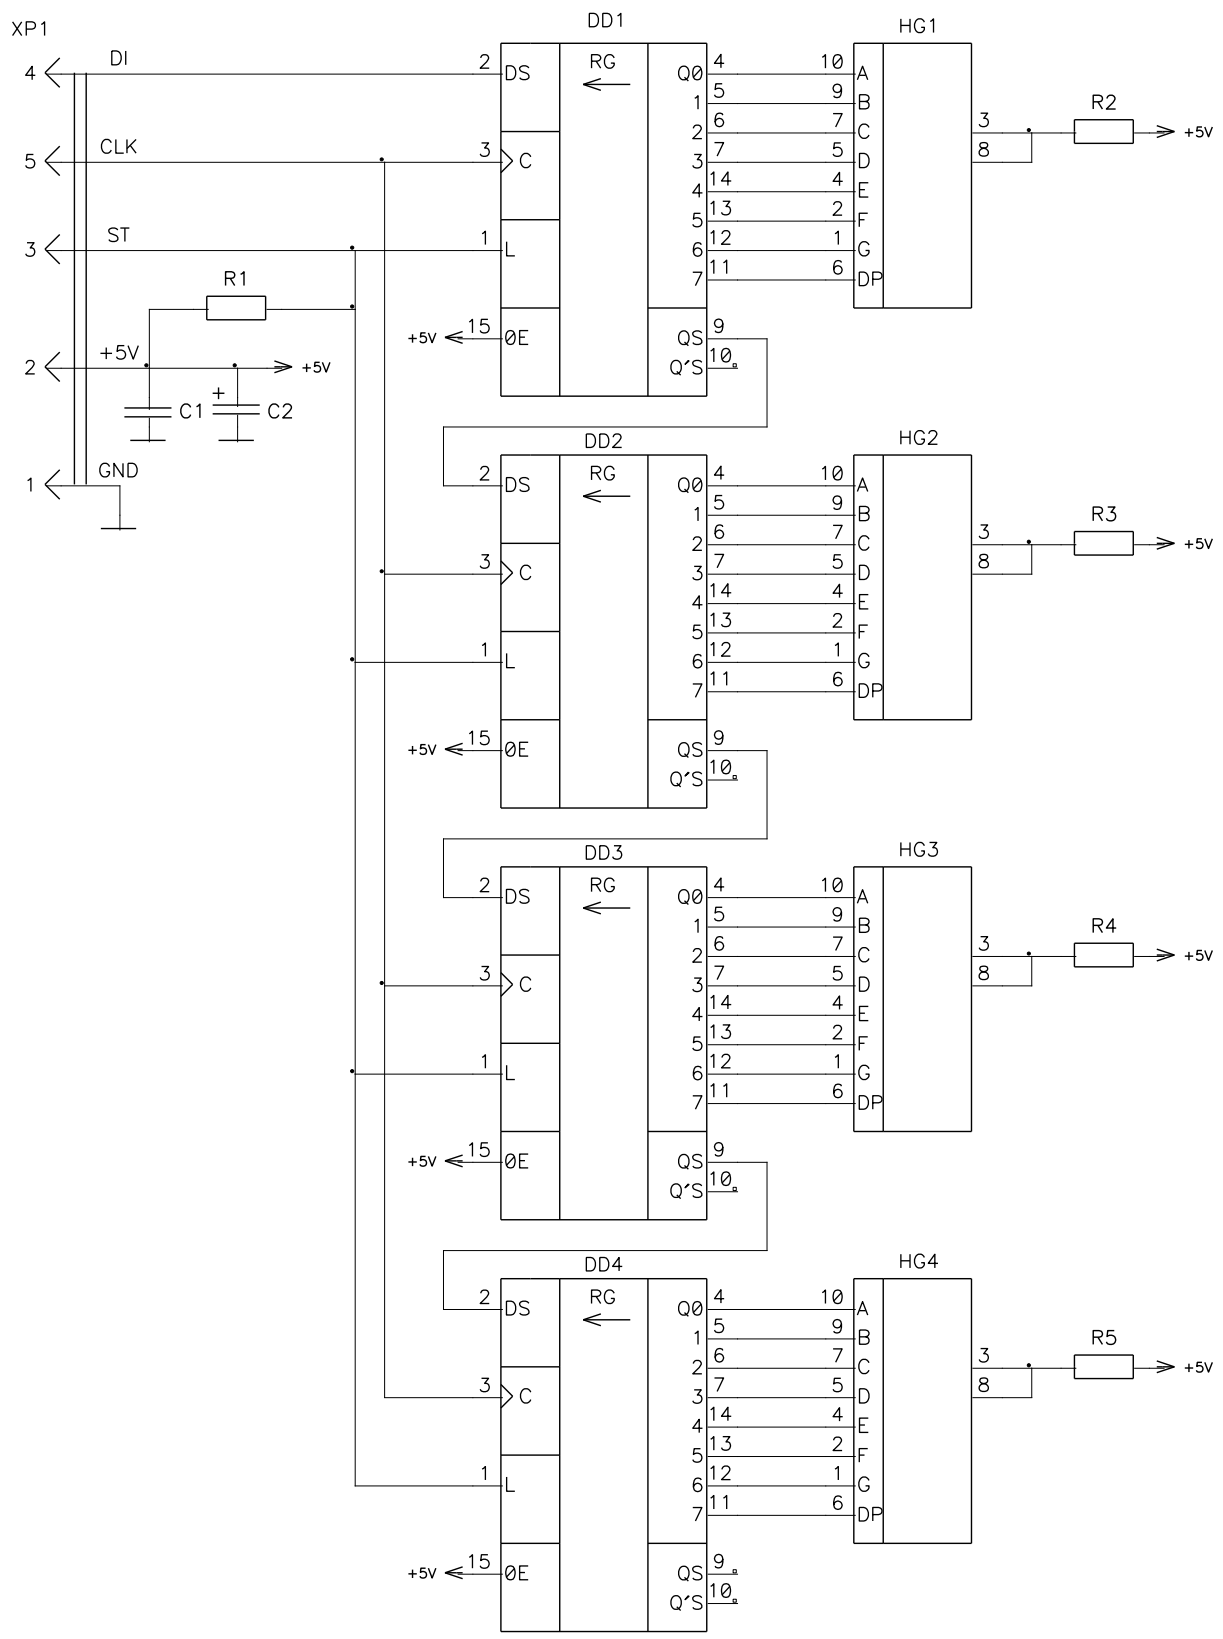 XP1
4 DI
5 CLK
3 ST
R1
2 +5V +5V
C1 + C2
1 GND
DD1
RG
2 DS
3 C
1 L
+5V 15 0E
Q0 4 10 A
1 5 9 B
2 6 7 C
3 7 5 D
4 14 4 E
5 13 2 F
6 12 1 G
7 11 6 DP
QS 9
Q'S 10
HG1
3
8
R2
+5V
DD2
RG
2 DS
3 C
1 L
+5V 15 0E
Q0 4 10 A
1 5 9 B
2 6 7 C
3 7 5 D
4 14 4 E
5 13 2 F
6 12 1 G
7 11 6 DP
QS 9
Q'S 10
HG2
3
8
R3
+5V
DD3
RG
2 DS
3 C
1 L
+5V 15 0E
Q0 4 10 A
1 5 9 B
2 6 7 C
3 7 5 D
4 14 4 E
5 13 2 F
6 12 1 G
7 11 6 DP
QS 9
Q'S 10
HG3
3
8
R4
+5V
DD4
RG
2 DS
3 C
1 L
+5V 15 0E
Q0 4 10 A
1 5 9 B
2 6 7 C
3 7 5 D
4 14 4 E
5 13 2 F
6 12 1 G
7 11 6 DP
QS 9
Q'S 10
HG4
3
8
R5
+5V